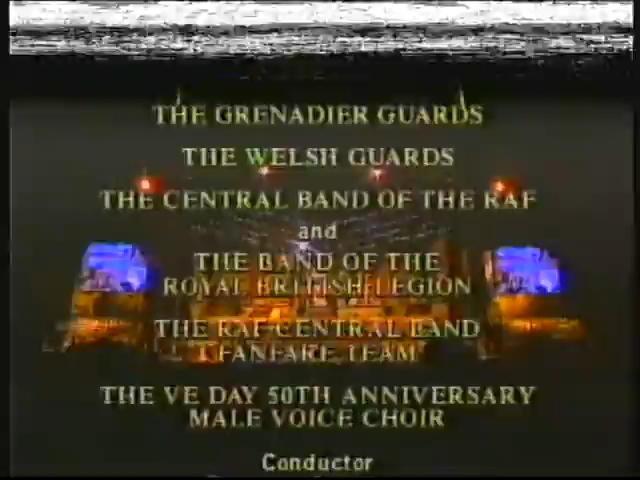 THE GRENADIER GUARDS
THE WELSH GUARDS
THE CENTRAL BAND OF THE RAF
and
THE BAND OF THE
ROYAL BRITISH LEGION
THE RAF CENTRAL BAND
FANFARE TEAM
THE VE DAY 50TH ANNIVERSARY
MALE VOICE CHOIR
Conductor